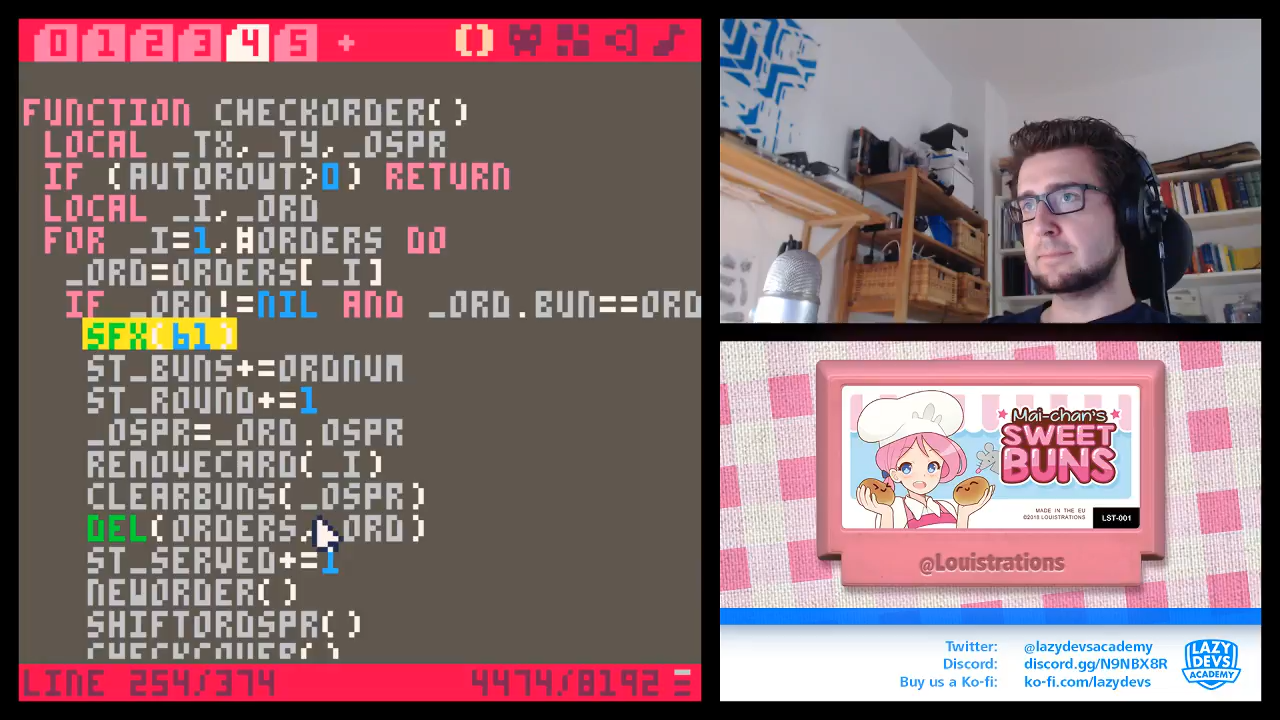 0 1 2 3 4 5 +
FUNCTION CHECKORDER()
LOCAL _TX,_TY,_OSPR
IF (AUTOROWT>0) RETURN
LOCAL _I,_ORD
FOR _I=1,#ORDERS DO
_ORD=ORDERS[_I]
IF _ORD!=NIL AND _ORD.BUN==ORD
SFX(61)
ST_BUNS+=ORDNUM
ST_ROUND+=1
_OSPR=_ORD.OSPR
REMOVECARD(_I)
CLEARBUNS(_OSPR)
DEL(ORDERS,_ORD)
ST_SERVED+=1
NEWORDER()
SHIFTORDSPR()
LINE 254/374
4474/8192
Mai-chan's
SWEET
BUNS
MADE IN THE EU
©2018 LOUISTRATIONS
LST-001
@Louistrations
Twitter: @lazydevsacademy
Discord: discord.gg/N9NBX8R
Buy us a Ko-fi: ko-fi.com/lazydevs
LAZY
DEVS
ACADEMY